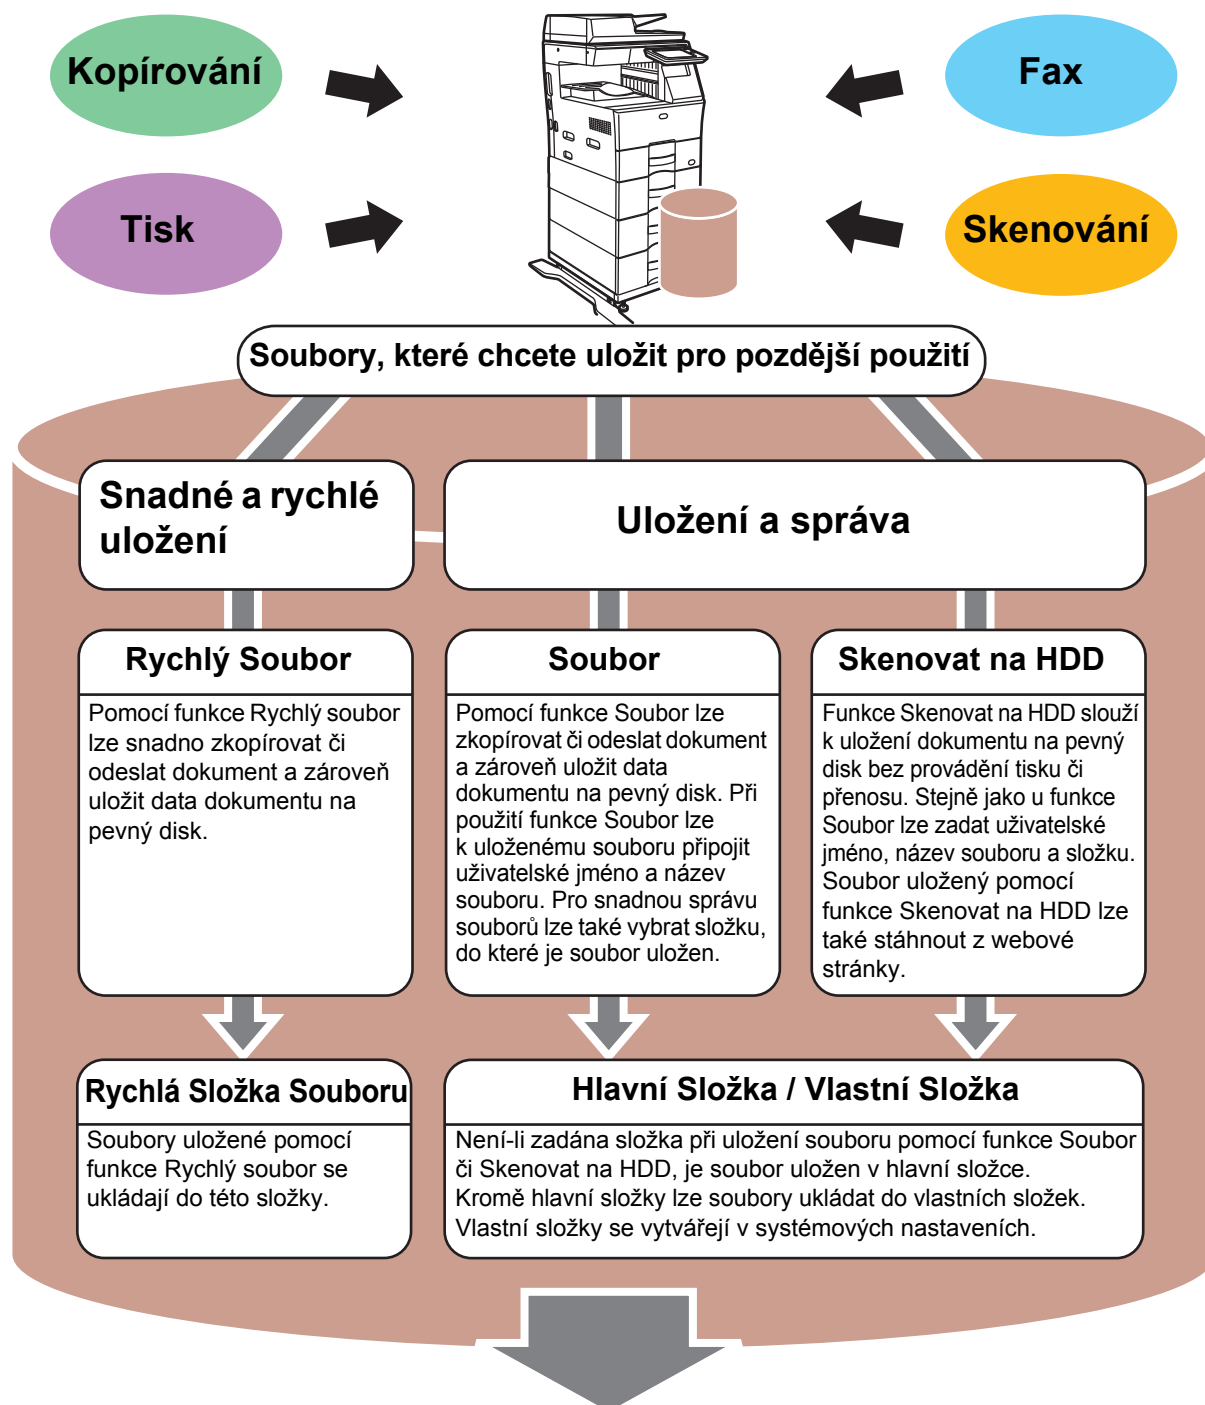 Kopírování
Fax
Tisk
Skenování
Soubory, které chcete uložit pro pozdější použití
Snadné a rychlé
uložení
Uložení a správa
Rychlý Soubor
Pomocí funkce Rychlý soubor
lze snadno zkopírovat či
odeslat dokument a zároveň
uložit data dokumentu na
pevný disk.
Soubor
Pomocí funkce Soubor lze
zkopírovat či odeslat dokument
a zároveň uložit data
dokumentu na pevný disk. Při
použití funkce Soubor lze
k uloženému souboru připojit
uživatelské jméno a název
souboru. Pro snadnou správu
souborů lze také vybrat složku,
do které je soubor uložen.
Skenovat na HDD
Funkce Skenovat na HDD slouží
k uložení dokumentu na pevný
disk bez provádění tisku či
přenosu. Stejně jako u funkce
Soubor lze zadat uživatelské
jméno, název souboru a složku.
Soubor uložený pomocí
funkce Skenovat na HDD lze
také stáhnout z webové
stránky.
Rychlá Složka Souboru
Soubory uložené pomocí
funkce Rychlý soubor se
ukládají do této složky.
Hlavní Složka / Vlastní Složka
Není-li zadána složka při uložení souboru pomocí funkce Soubor
či Skenovat na HDD, je soubor uložen v hlavní složce.
Kromě hlavní složky lze soubory ukládat do vlastních složek.
Vlastní složky se vytvářejí v systémových nastaveních.